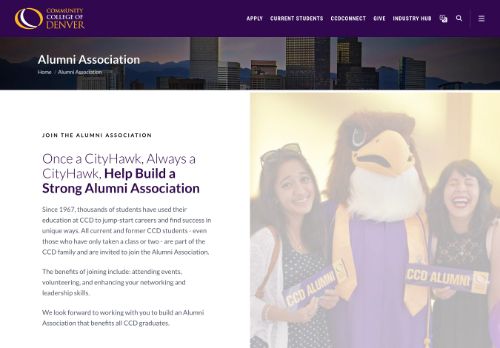 COMMUNITY
COLLEGE OF
DENVER
APPLY CURRENT STUDENTS CCDCONNECT GIVE INDUSTRY HUB
Alumni Association
Home / Alumni Association
JOIN THE ALUMNI ASSOCIATION
Once a CityHawk, Always a
CityHawk, Help Build a
Strong Alumni Association
Since 1967, thousands of students have used their
education at CCD to jump-start careers and find success in
unique ways. All current and former CCD students - even
those who have only taken a class or two - are part of the
CCD family and are invited to join the Alumni Association.
The benefits of joining include: attending events,
volunteering, and enhancing your networking and
leadership skills.
We look forward to working with you to build an Alumni
Association that benefits all CCD graduates.
CCD ALUMNI
CCD ALUMNI